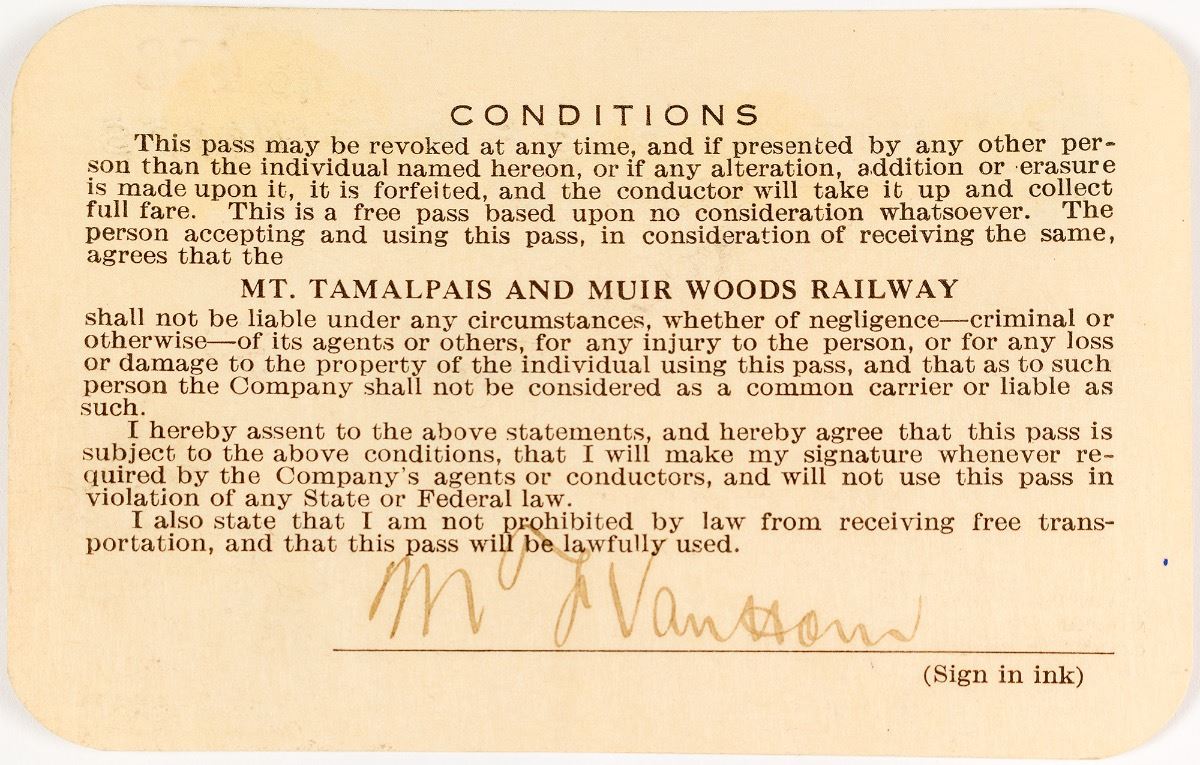 CONDITIONS
This pass may be revoked at any time, and if presented by any other per-
son than the individual named hereon, or if any alteration, addition or erasure
is made upon it, it is forfeited, and the conductor will take it up and collect
full fare. This is a free pass based upon no consideration whatsoever. The
person accepting and using this pass, in consideration of receiving the same,
agrees that the
MT. TAMALPAIS AND MUIR WOODS RAILWAY
shall not be liable under any circumstances, whether of negligence—criminal or
otherwise—of its agents or others, for any injury to the person, or for any loss
or damage to the property of the individual using this pass, and that as to such
person the Company shall not be considered as a common carrier or liable as
such.
I hereby assent to the above statements, and hereby agree that this pass is
subject to the above conditions, that I will make my signature whenever re-
quired by the Company's agents or conductors, and will not use this pass in
violation of any State or Federal law.
I also state that I am not prohibited by law from receiving free trans-
portation, and that this pass will be lawfully used.
M
(Sign in ink)